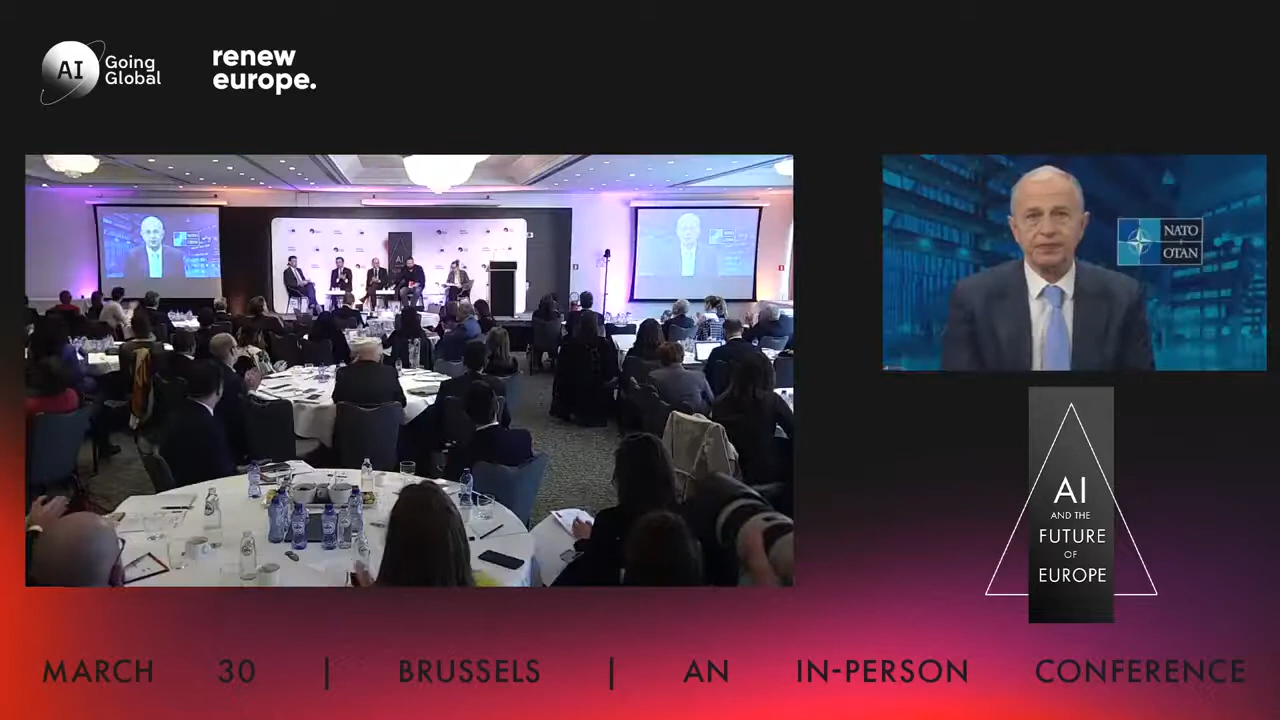 AI
Going
Global
renew
europe.
NATO
OTAN
AI
AI
AND THE
FUTURE
OF
EUROPE
MARCH 30 | BRUSSELS | AN IN-PERSON CONFERENCE